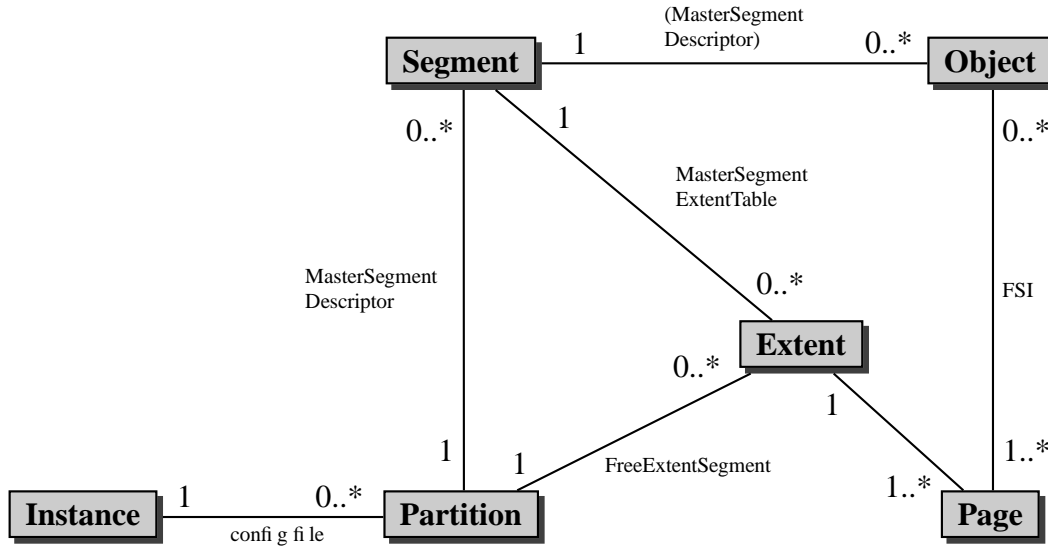 (MasterSegment
Descriptor)
Segment
1
0..*
Object
0..*
1
0..*
MasterSegment
ExtentTable
MasterSegment
Descriptor
0..*
FSI
Extent
0..*
1
1
1
FreeExtentSegment
1..*
1..*
Instance
1
0..*
Partition
Page
confi g fi le